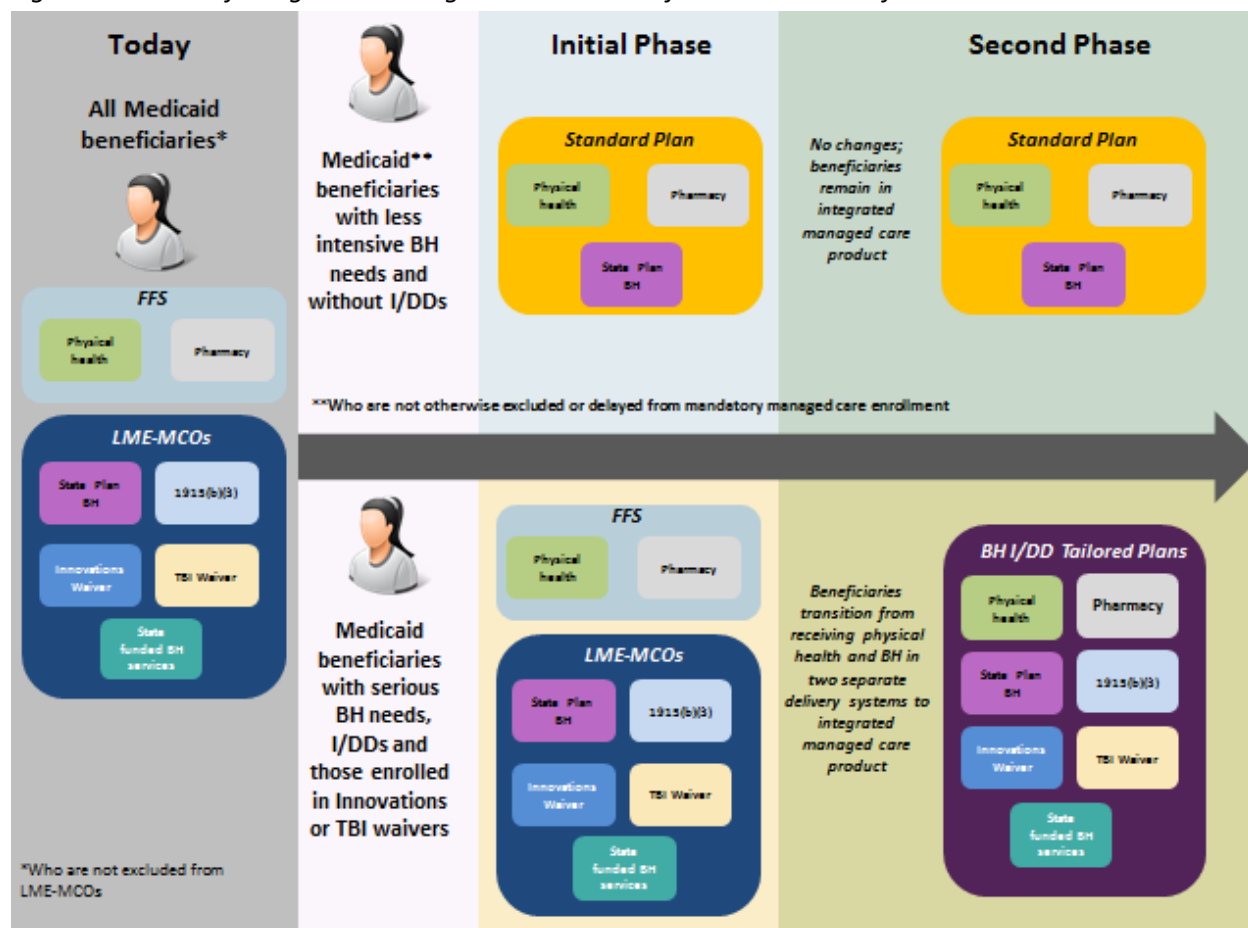 Today
All Medicaid
beneficiaries*
FFS
Physical
health
Pharmacy
LME-MCOs
State Plan
BH
1915(b)(3)
Innovations
Waiver
TBI Waiver
State
funded BH
services
*Who are not excluded from
LME-MCOs
Medicaid**
beneficiaries
with less
intensive BH
needs and
without I/DDs
Initial Phase
Standard Plan
Physical
health
Pharmacy
State Plan
BH
Second Phase
No changes;
beneficiaries
remain in
integrated
managed care
product
Standard Plan
Physical
health
Pharmacy
State Plan
BH
**Who are not otherwise excluded or delayed from mandatory managed care enrollment
Medicaid
beneficiaries
with serious
BH needs,
I/DDs and
those enrolled
in Innovations
or TBI waivers
FFS
Physical
health
Pharmacy
LME-MCOs
State Plan
BH
1915(b)(3)
Innovations
Waiver
TBI Waiver
State
funded BH
services
Beneficiaries
transition from
receiving physical
health and BH in
two separate
delivery systems to
integrated
managed care
product
BH I/DD Tailored Plans
Physical
health
Pharmacy
State Plan
BH
1915(b)(3)
Innovations
Waiver
TBI Waiver
State
funded BH
services